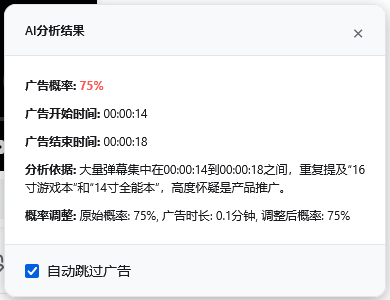 AI分析结果
×
广告概率: 75%
广告开始时间: 00:00:14
广告结束时间: 00:00:18
分析依据: 大量弹幕集中在00:00:14到00:00:18之间，重复提及“16
寸游戏本”和“14寸全能本”，高度怀疑是产品推广。
概率调整: 原始概率: 75%, 广告时长: 0.1分钟, 调整后概率: 75%
自动跳过广告